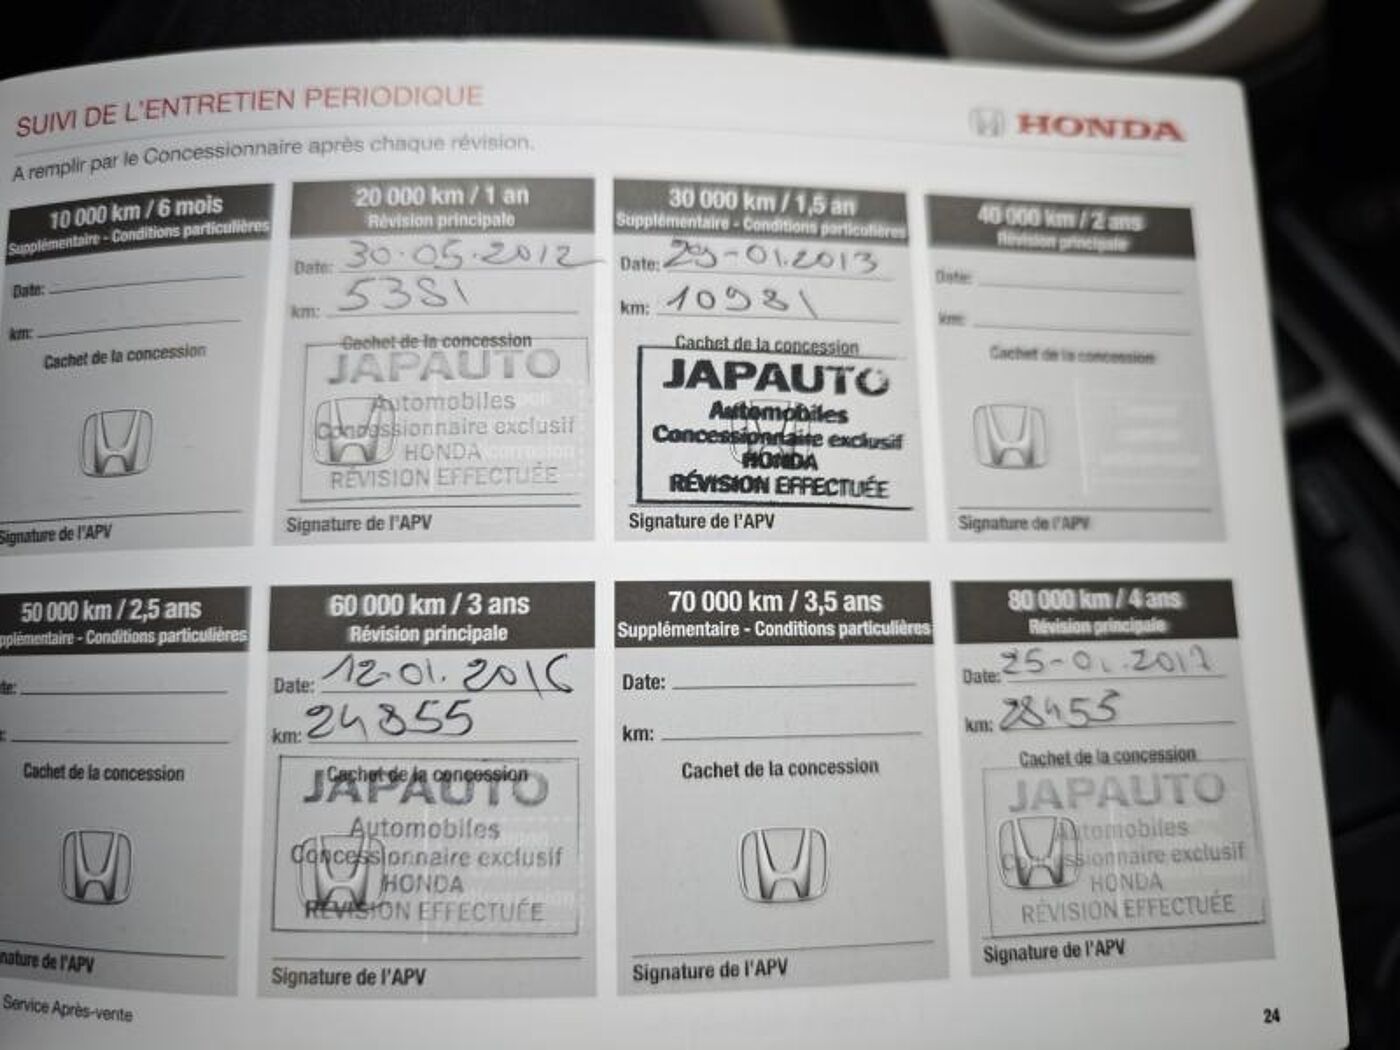 SUIVI DE L'ENTRETIEN PERIODIQUE
HONDA
A remplir par le Concessionnaire après chaque révision.
10 000 km / 6 mois
Supplémentaire - Conditions particulières
Date:
km:
Cachet de la concession
Signature de l'APV
20 000 km / 1 an
Révision principale
Date: 30.05.2012
km: 5381
Cachet de la concession
JAPAUTO
Automobiles
Concessionnaire exclusif
HONDA
RÉVISION EFFECTUÉE
Signature de l'APV
30 000 km / 1,5 an
Supplémentaire - Conditions particulières
Date: 29-01.2013
km: 10981
Cachet de la concession
JAPAUTO
Automobiles
Concessionnaire exclusif
HONDA
RÉVISION EFFECTUÉE
Signature de l'APV
40 000 km / 2 ans
Révision principale
Date:
km:
Cachet de la concession
Signature de l'APV
50 000 km / 2,5 ans
pplémentaire - Conditions particulières
te:
:
Cachet de la concession
nature de l'APV
60 000 km / 3 ans
Révision principale
Date: 12.01.2016
km: 24855
Cachet de la concession
JAPAUTO
Automobiles
Concessionnaire exclusif
HONDA
RÉVISION EFFECTUÉE
Signature de l'APV
70 000 km / 3,5 ans
Supplémentaire - Conditions particulières
Date:
km:
Cachet de la concession
Signature de l'APV
80 000 km / 4 ans
Révision principale
Date: 25-01.2017
km: 28455
Cachet de la concession
JAPAUTO
Automobiles
Concessionnaire exclusif
HONDA
RÉVISION EFFECTUÉE
Signature de l'APV
Service Après-vente
24